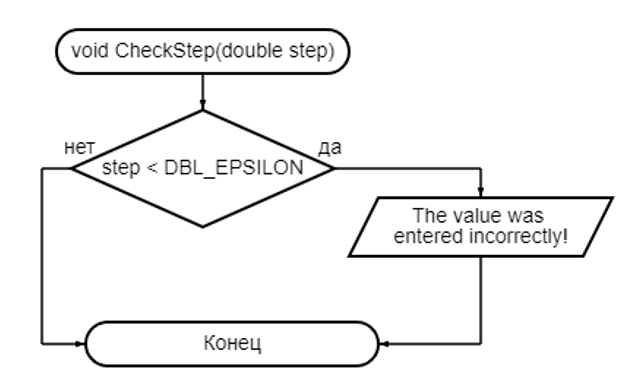 void CheckStep(double step)
нет
да
step < DBL_EPSILON
The value was
entered incorrectly!
Конец